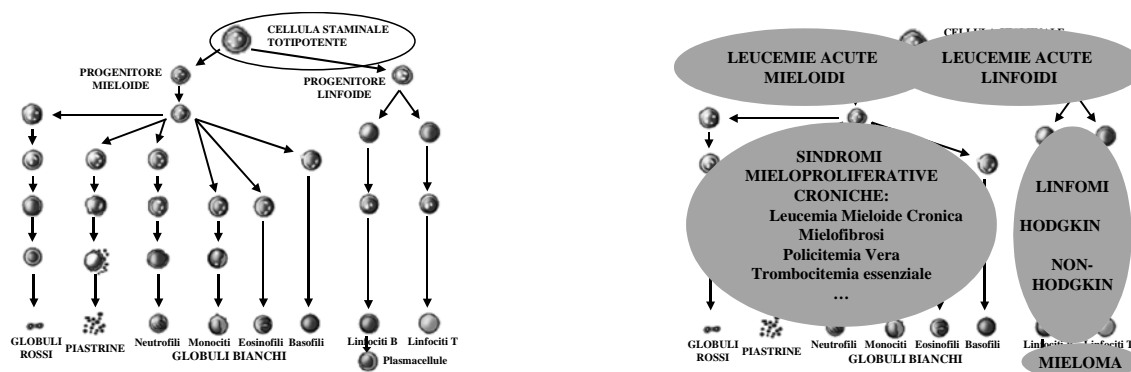 CELLULA STAMINALE
TOTIPOTENTE
PROGENITORE
MIELOIDE
PROGENITORE
LINFOIDE
GLOBULI
ROSSI
PIASTRINE
Neutrofili
Monociti
Eosinofili
Basofili
GLOBULI BIANCHI
Linfociti B
Linfociti T
Plasmacellule
LEUCEMIE ACUTE
MIELOIDI
LEUCEMIE ACUTE
LINFOIDI
SINDROMI
MIELOPROLIFERATIVE
CRONICHE:
Leucemia Mieloide Cronica
Mielofibrosi
Policitemia Vera
Trombocitemia essenziale
…
LINFOMI
HODGKIN
NON-
HODGKIN
GLOBULI
ROSSI
PIASTRINE
Neutrofili
Monociti
Eosinofili
Basofili
GLOBULI BIANCHI
MIELOMA